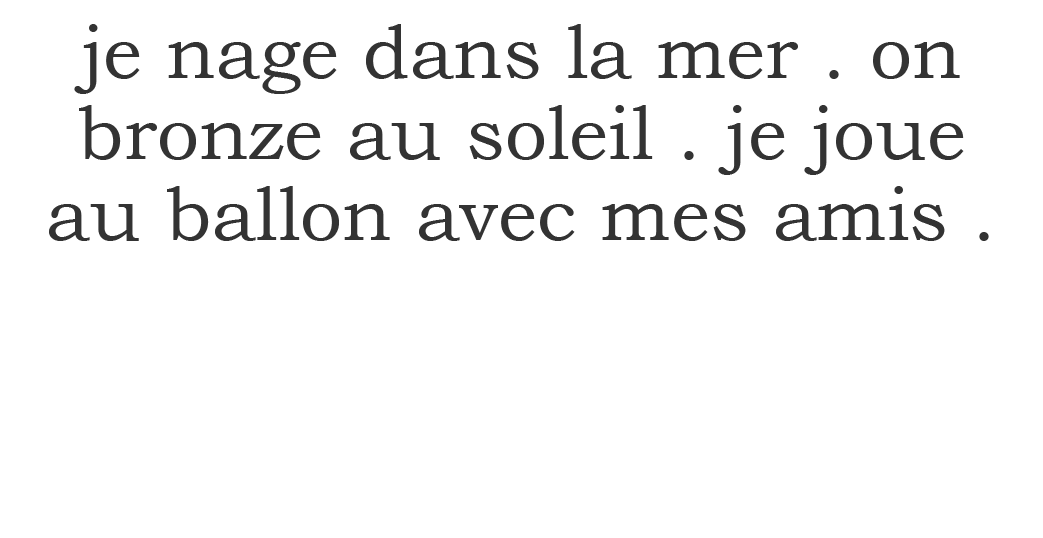 je nage dans la mer . on
bronze au soleil . je joue
au ballon avec mes amis .